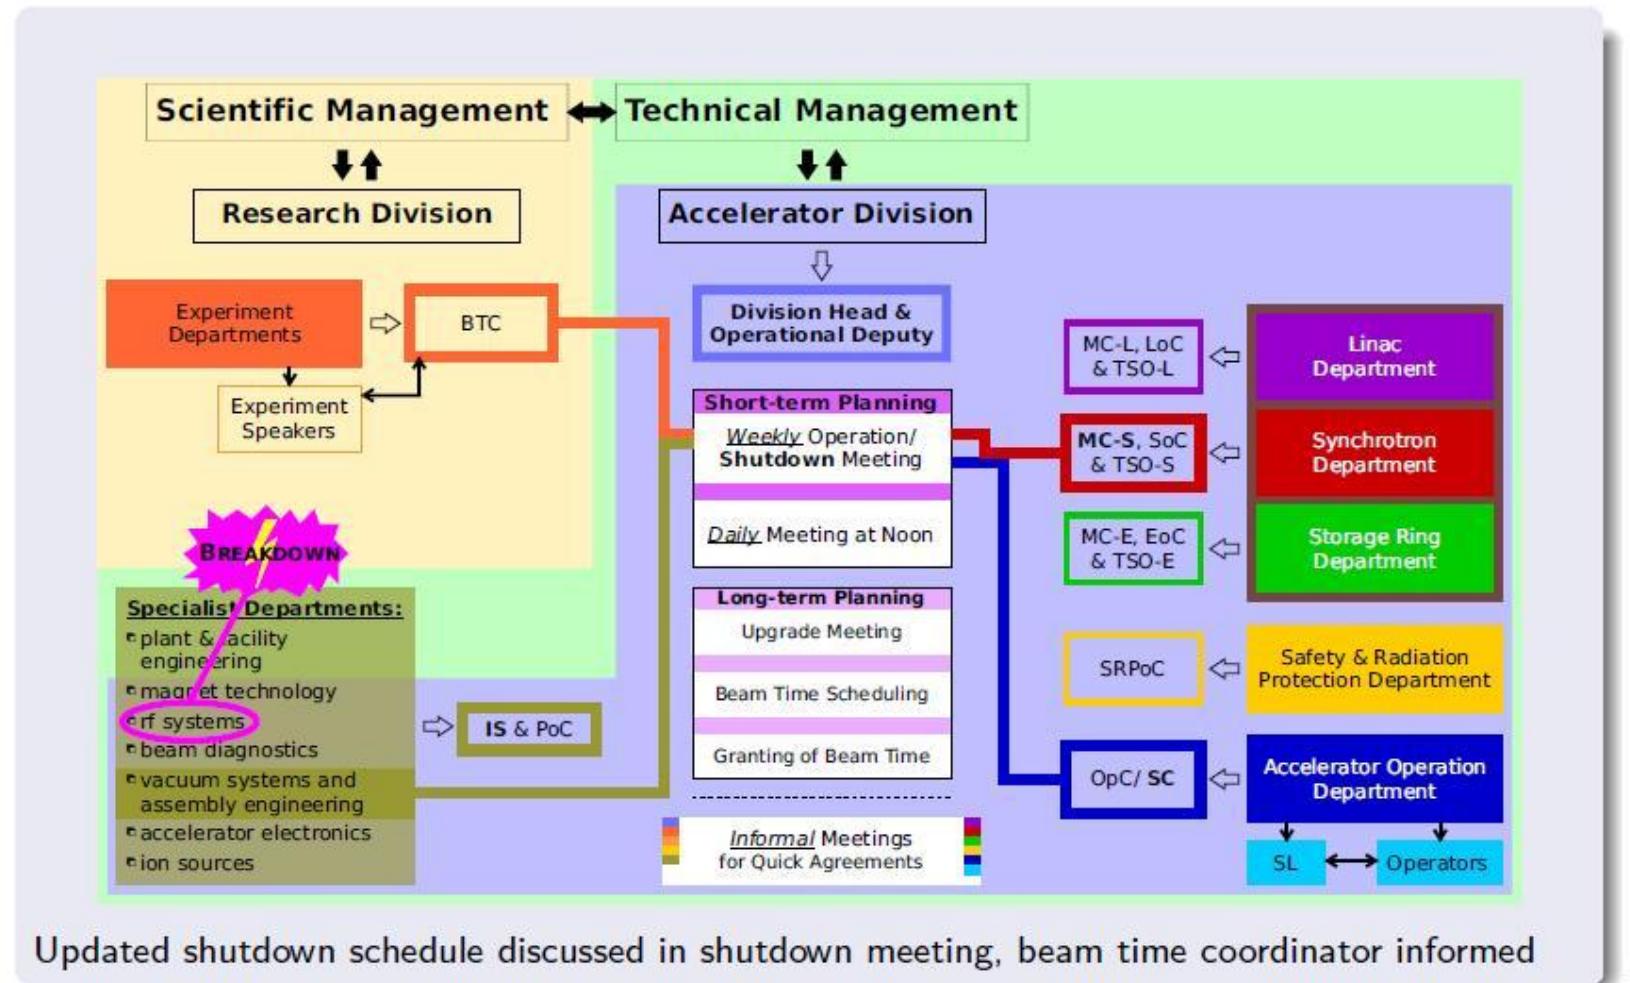 Scientific Management
Technical Management
Research Division
Accelerator Division
Experiment
Departments
BTC
Experiment
Speakers
Division Head &
Operational Deputy
Short-term Planning
Weekly Operation/
Shutdown Meeting
Daily Meeting at Noon
Long-term Planning
Upgrade Meeting
Beam Time Scheduling
Granting of Beam Time
Informal Meetings
for Quick Agreements
MC-L, LoC
& TSO-L
Linac
Department
MC-S, SoC
& TSO-S
Synchrotron
Department
MC-E, EoC
& TSO-E
Storage Ring
Department
SRPoC
Safety & Radiation
Protection Department
OpC/ SC
Accelerator Operation
Department
SL
Operators
BREAKDOWN
Specialist Departments:
plant & facility
engineering
magnet technology
rf systems
beam diagnostics
vacuum systems and
assembly engineering
accelerator electronics
ion sources
IS & PoC
Updated shutdown schedule discussed in shutdown meeting, beam time coordinator informed